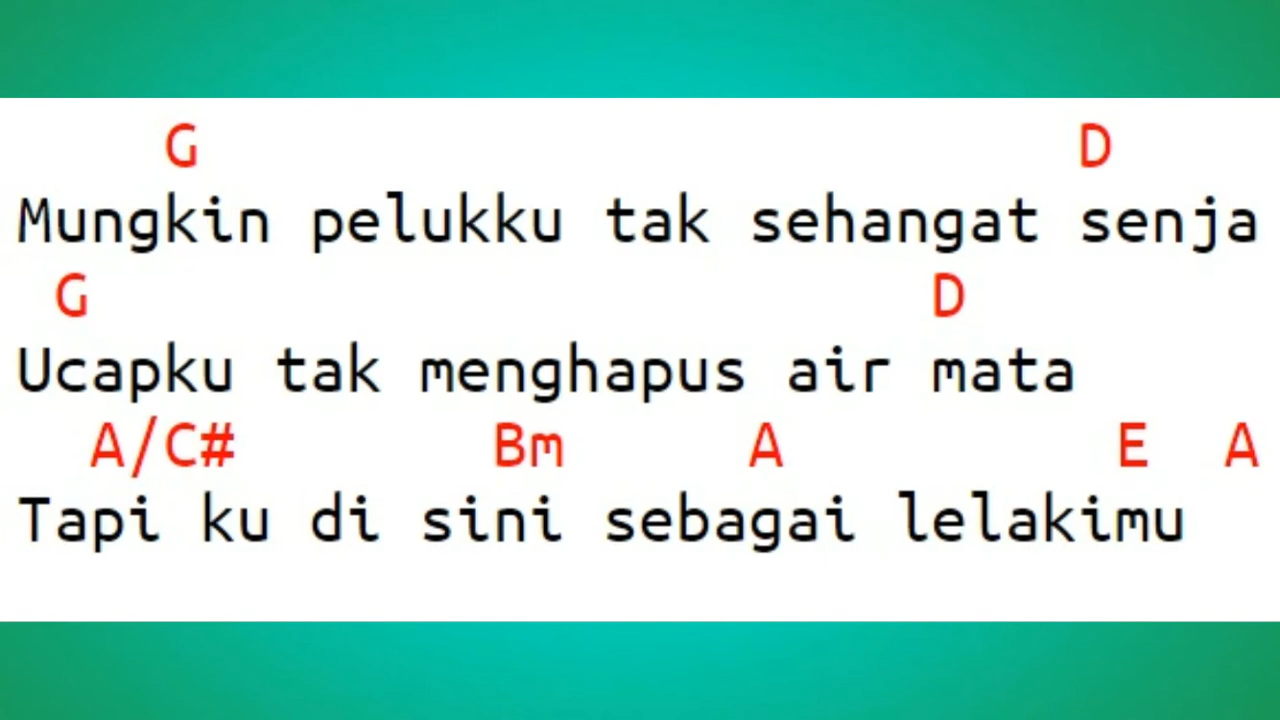 G D
Mungkin pelukku tak sehangat senja
G D
Ucapku tak menghapus air mata
A/C# Bm A E A
Tapi ku di sini sebagai lelakimu